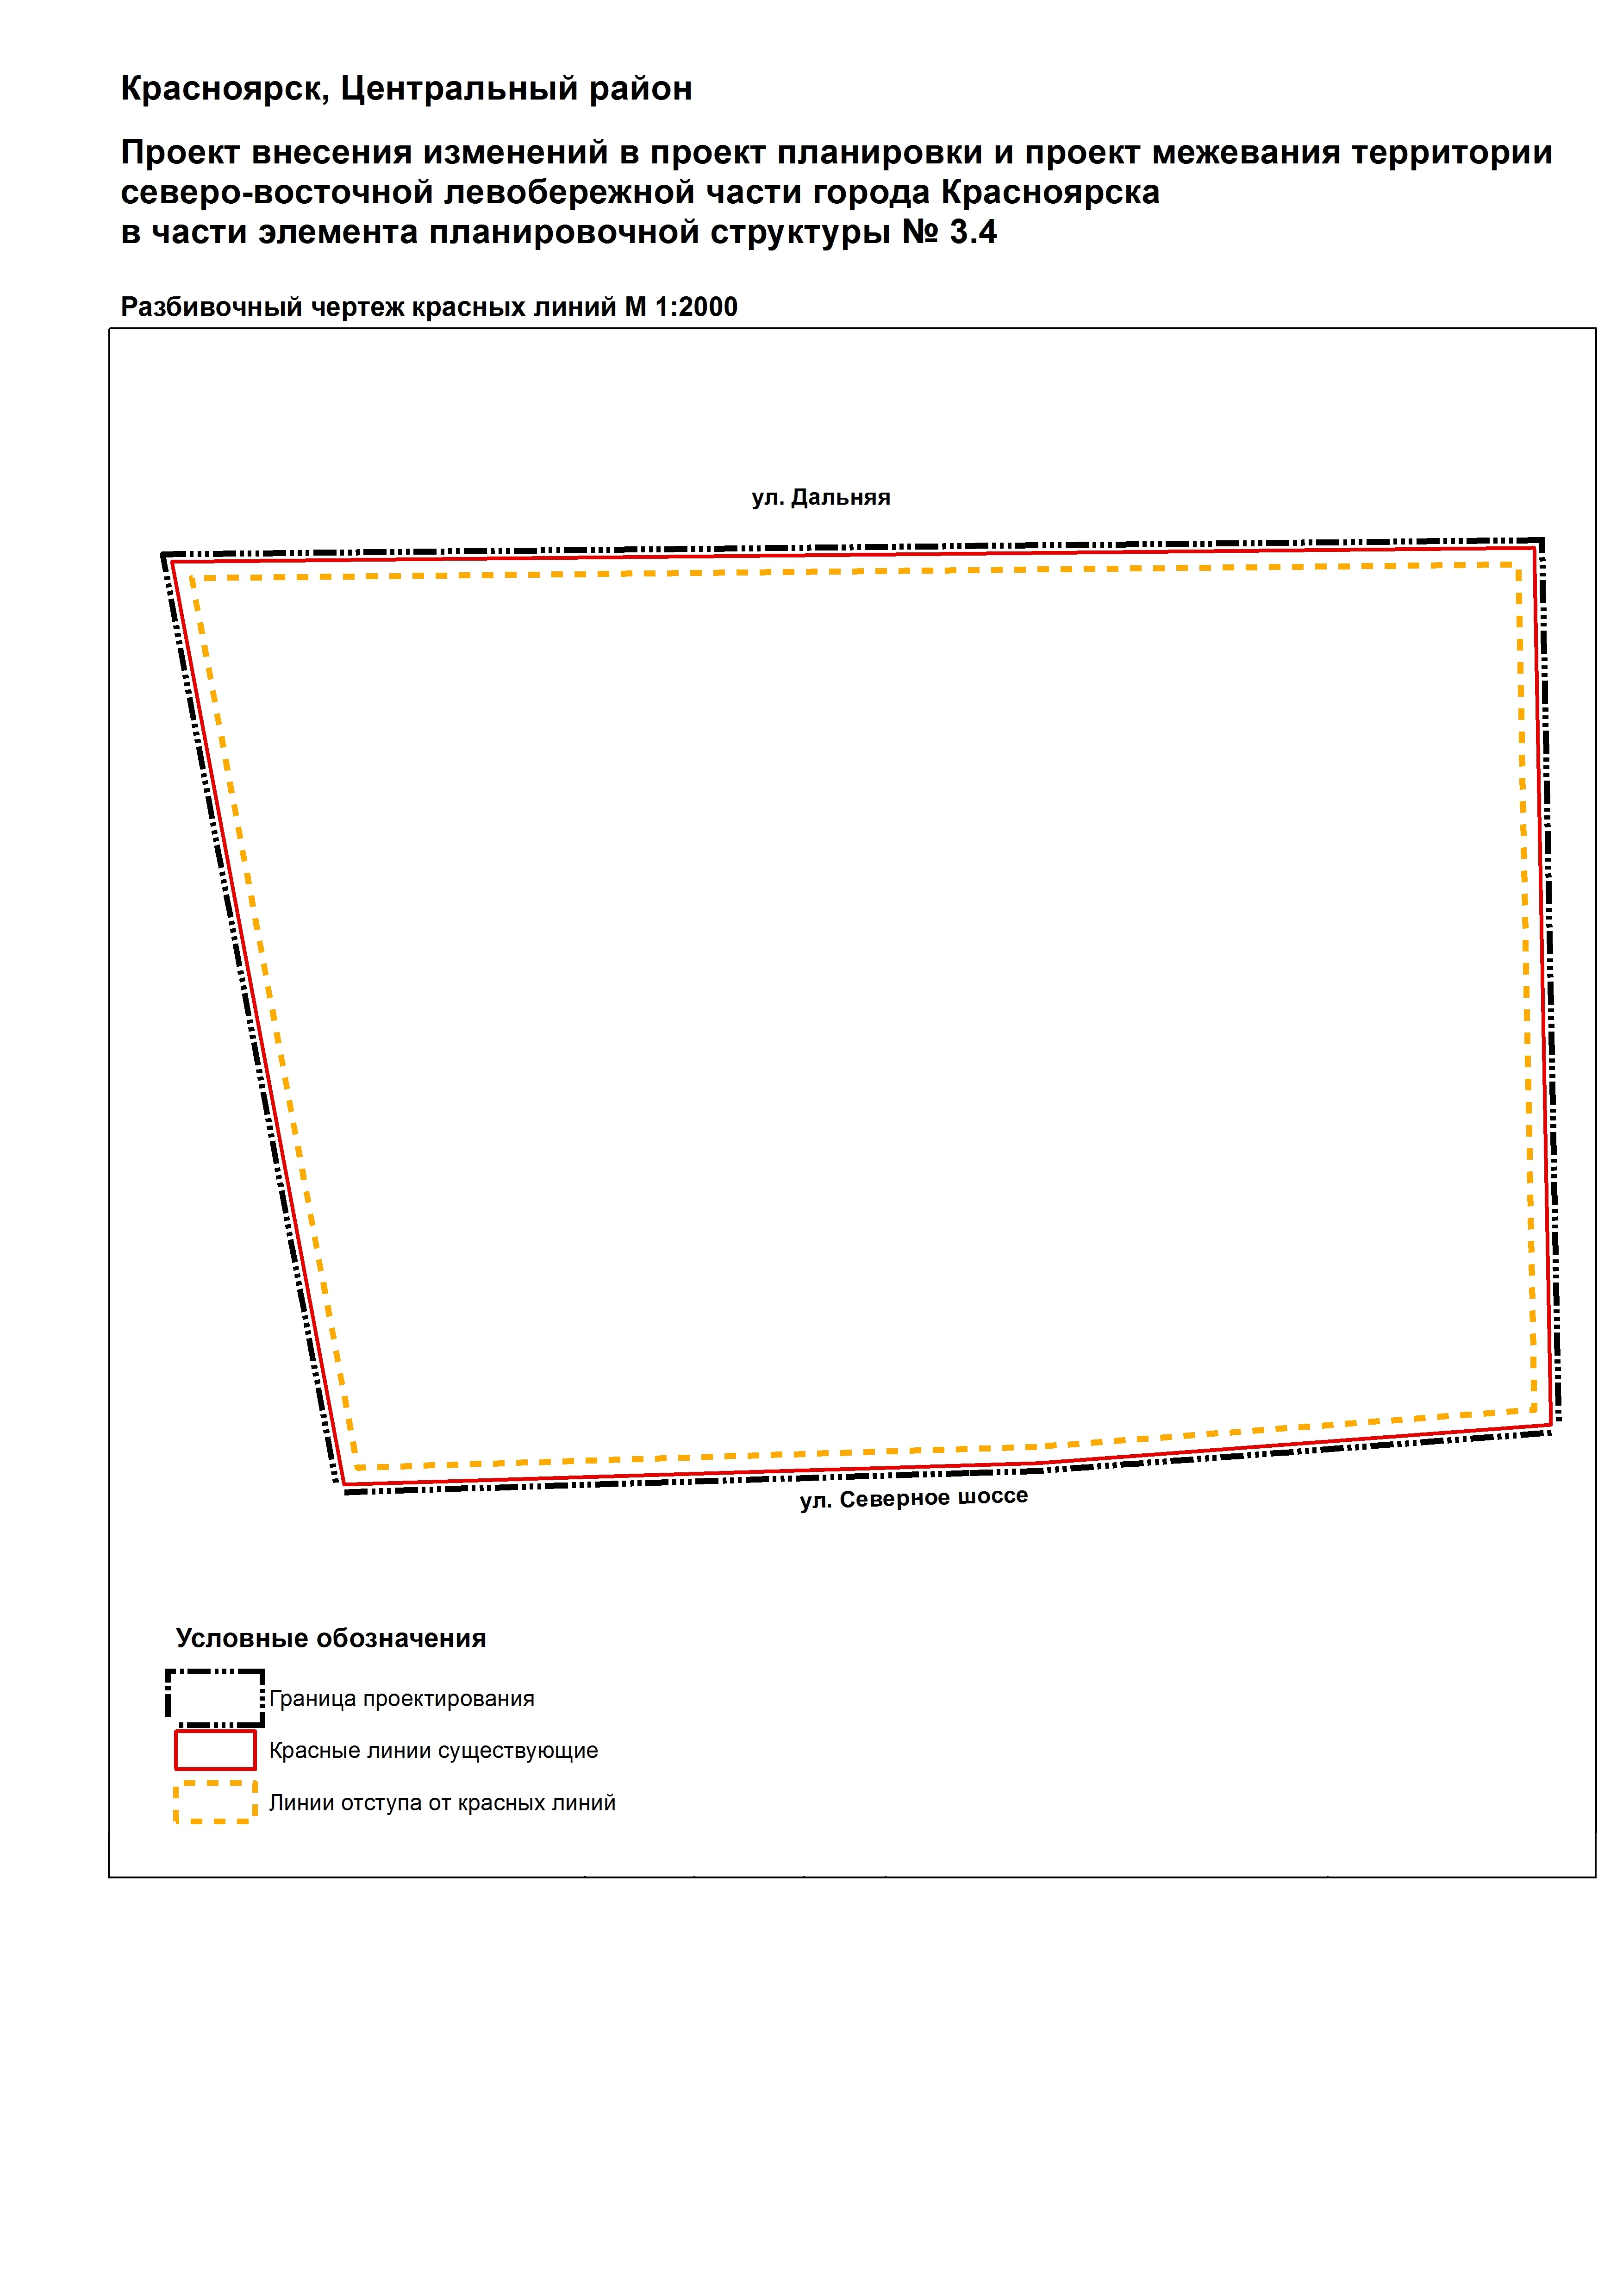 Красноярск, Центральный район
Проект внесения изменений в проект планировки и проект межевания территории
северо-восточной левобережной части города Красноярска
в части элемента планировочной структуры № 3.4
Разбивочный чертеж красных линий М 1:2000
ул. Дальняя
ул. Северное шоссе
Условные обозначения
Граница проектирования
Красные линии существующие
Линии отступа от красных линий